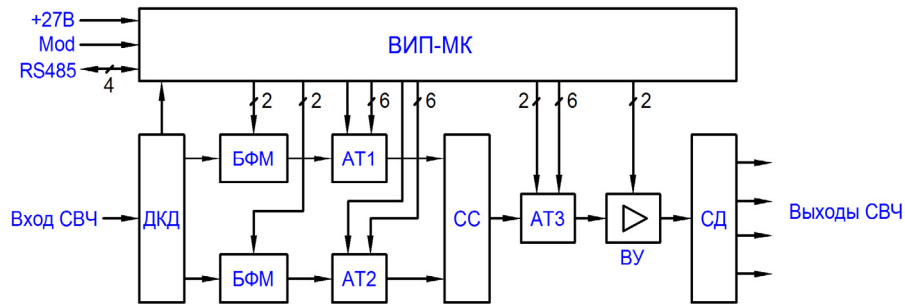 +27В
Mod
RS485
4
ВИП-МК
2
2
6
6
2
6
2
БФМ
АТ1
Вход СВЧ
ДКД
СС
АТ3
ВУ
СД
Выходы СВЧ
БФМ
АТ2